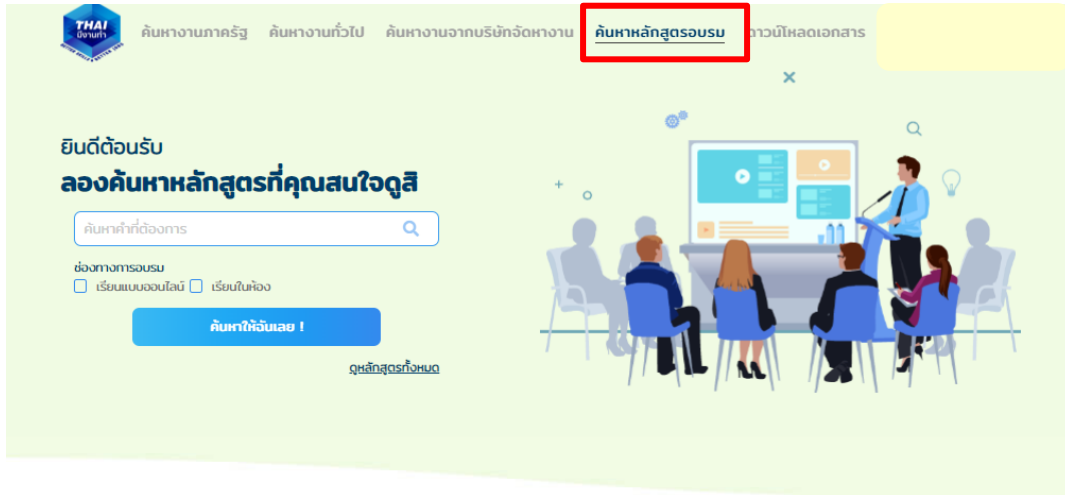 THAI
มีงานทำ
ค้นหางานภาครัฐ ค้นหางานทั่วไป ค้นหางานจากบริษัทจัดหางาน ค้นหาหลักสูตรอบรม ดาวน์โหลดเอกสาร
ยินดีต้อนรับ
ลองค้นหาหลักสูตรที่คุณสนใจดูสิ
ค้นหาคำที่ต้องการ
ช่องทางการอบรม
เรียนแบบออนไลน์ เรียนในห้อง
ค้นหาให้ฉันเลย !
ดูหลักสูตรทั้งหมด